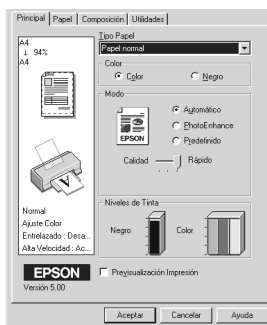 Principal Papel Composición Utilidades
A4
↓ 94%
A4
Normal
Ajuste Color
Entrelazado : Desa...
Alta Velocidad : Ac...
EPSON
Versión 5.00
Tipo Papel
Papel normal
Color
Color Negro
Modo
EPSON
Automático
PhotoEnhance
Predefinido
Calidad Rápido
Niveles de Tinta
Negro Color
Previsualización Impresión
Aceptar Cancelar Ayuda